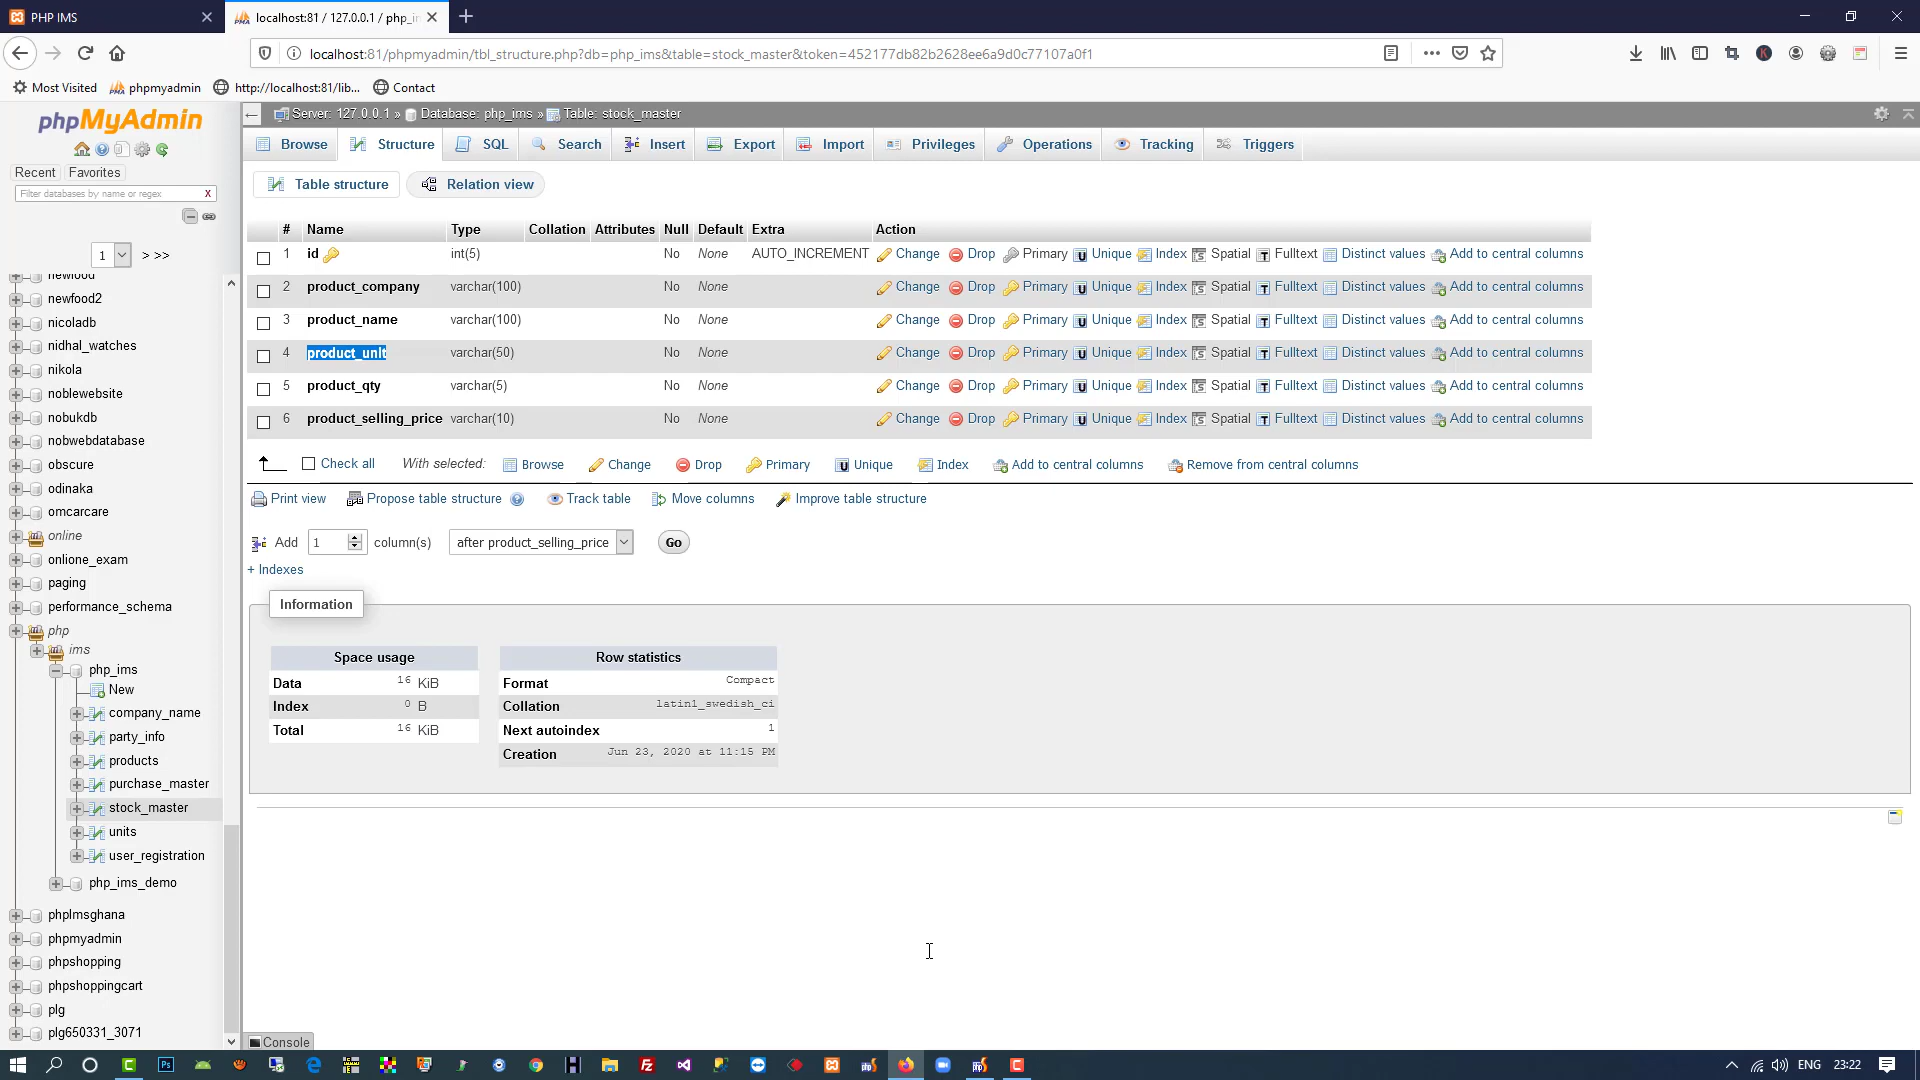 PHP IMS
localhost:81 / 127.0.0.1 / php_i
localhost:81/phpmyadmin/tbl_structure.php?db=php_ims&table=stock_master&token=452177db82b2628ee6a9d0c77107a0f1
Most Visited
phpmyadmin
http://localhost:81/lib...
Contact
phpMyAdmin
Recent
Favorites
Filter databases by name or regex
X
1
> >>
newfood
newfood2
nicoladb
nidhal_watches
nikola
noblewebsite
nobukdb
nobwebdatabase
obscure
odinaka
omcarcare
online
onlione_exam
paging
performance_schema
php
ims
php_ims
New
company_name
party_info
products
purchase_master
stock_master
units
user_registration
php_ims_demo
phplmsghana
phpmyadmin
phpshopping
phpshoppingcart
plg
plg650331_3071
Server: 127.0.0.1 » Database: php_ims » Table: stock_master
Browse Structure SQL Search Insert Export Import Privileges Operations Tracking Triggers
Table structure
Relation view
# Name Type Collation Attributes Null Default Extra Action
1 id int(5) No None AUTO_INCREMENT Change Drop Primary Unique Index Spatial Fulltext Distinct values Add to central columns
2 product_company varchar(100) No None Change Drop Primary Unique Index Spatial Fulltext Distinct values Add to central columns
3 product_name varchar(100) No None Change Drop Primary Unique Index Spatial Fulltext Distinct values Add to central columns
4 product_unit varchar(50) No None Change Drop Primary Unique Index Spatial Fulltext Distinct values Add to central columns
5 product_qty varchar(5) No None Change Drop Primary Unique Index Spatial Fulltext Distinct values Add to central columns
6 product_selling_price varchar(10) No None Change Drop Primary Unique Index Spatial Fulltext Distinct values Add to central columns
Check all With selected: Browse Change Drop Primary Unique Index Add to central columns Remove from central columns
Print view Propose table structure Track table Move columns Improve table structure
Add 1 column(s) after product_selling_price Go
+ Indexes
Information
Space usage
Data 16 KiB
Index 0 B
Total 16 KiB
Row statistics
Format Compact
Collation latin1_swedish_ci
Next autoindex 1
Creation Jun 23, 2020 at 11:15 PM
Console
ENG
23:22